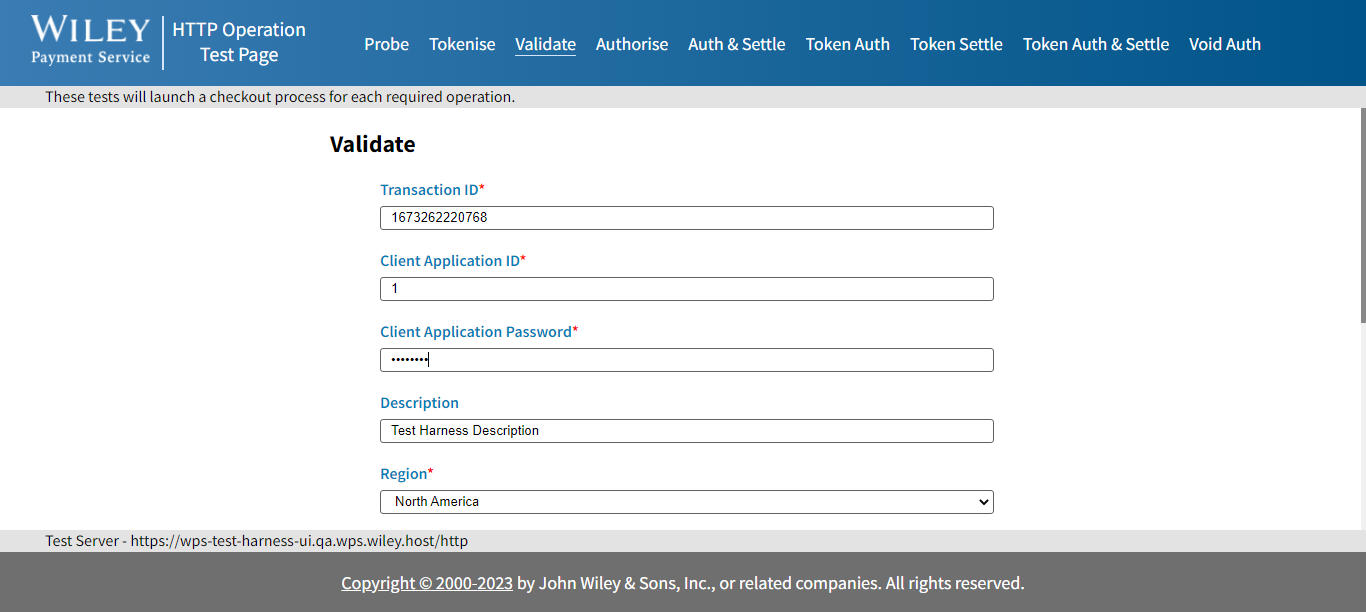 WILEY
Payment Service
HTTP Operation
Test Page
Probe Tokenise Validate Authorise Auth & Settle Token Auth Token Settle Token Auth & Settle Void Auth
These tests will launch a checkout process for each required operation.
Validate
Transaction ID*
1673262220768
Client Application ID*
1
Client Application Password*
••••••••
Description
Test Harness Description
Region*
North America
Test Server - https://wps-test-harness-ui.qa.wps.wiley.host/http
Copyright © 2000-2023 by John Wiley & Sons, Inc., or related companies. All rights reserved.